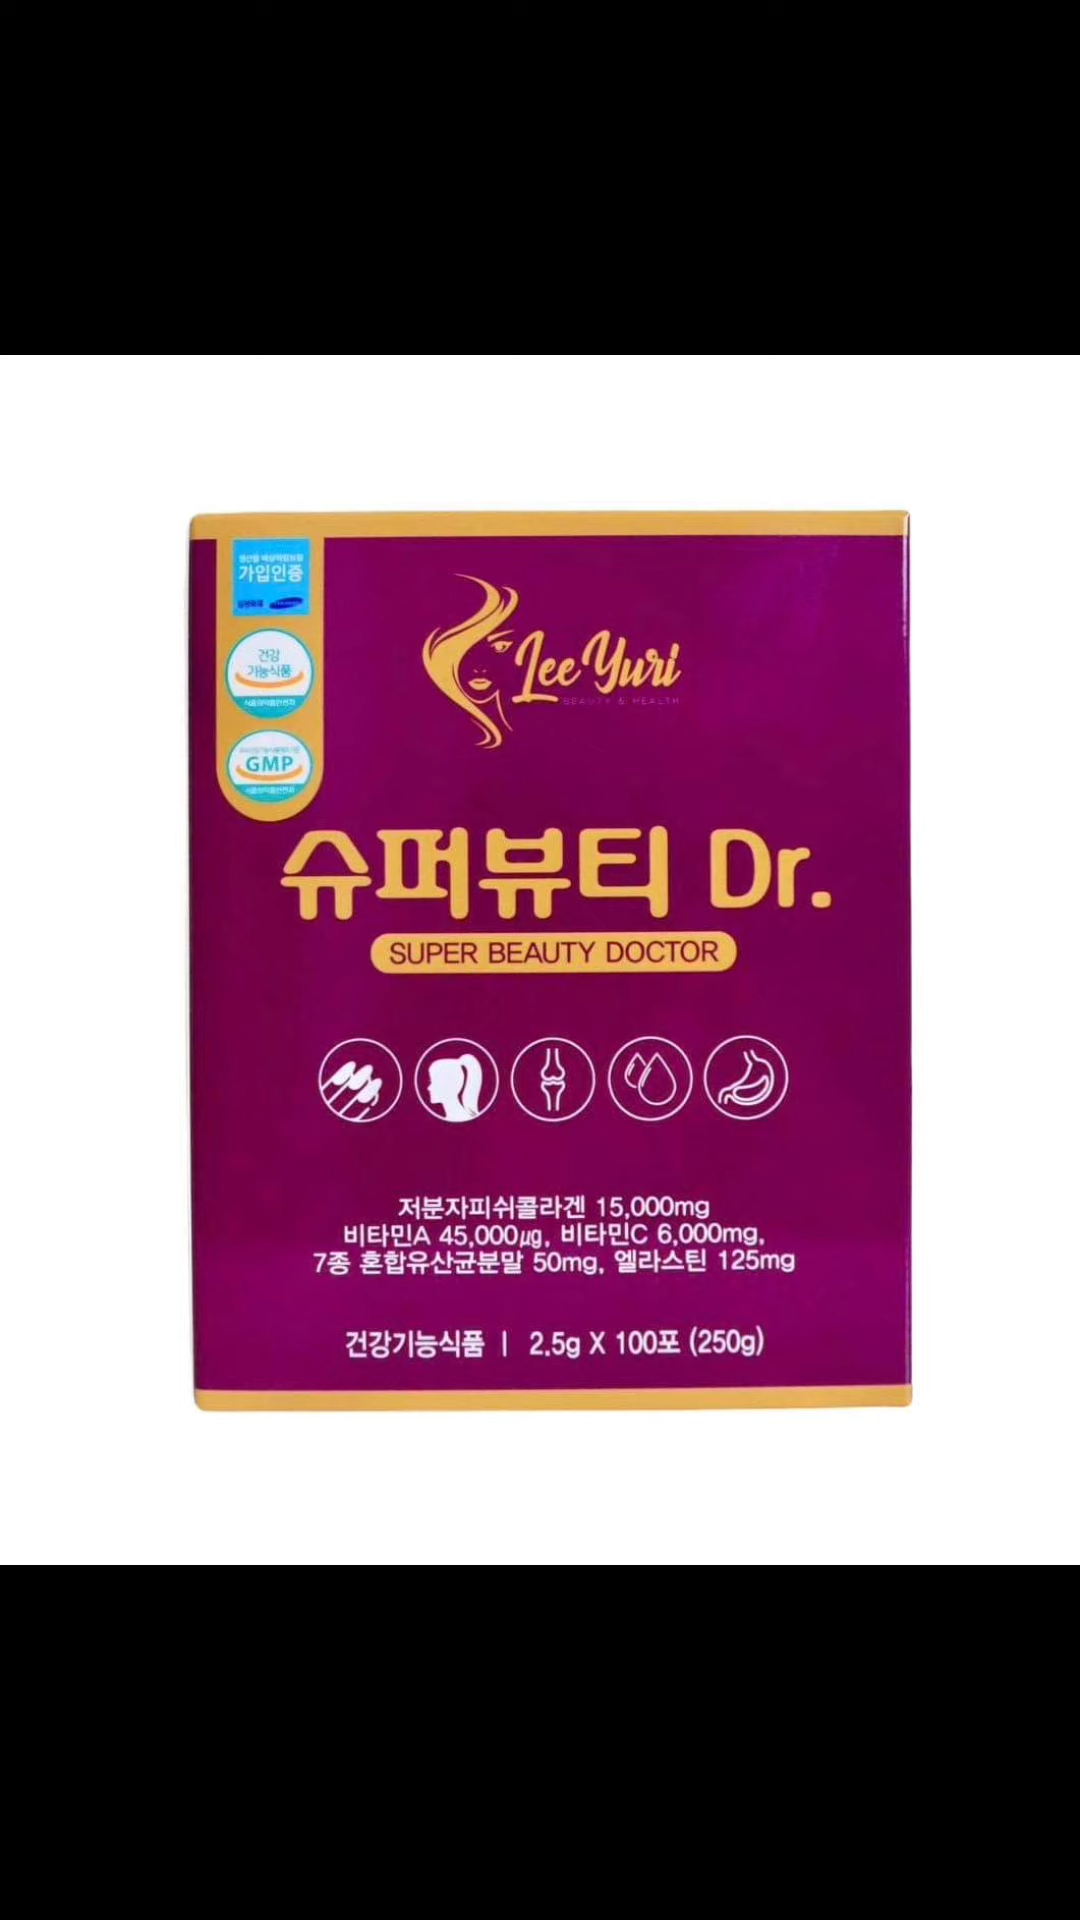 가입인증
건강
기능식품
GMP
Lee Yuri
BEAUTY & HEALTH
슈퍼뷰티 Dr.
SUPER BEAUTY DOCTOR
저분자피쉬콜라겐 15,000mg
비타민A 45,000㎍, 비타민C 6,000mg,
7종 혼합유산균분말 50mg, 엘라스틴 125mg
건강기능식품 | 2.5g X 100포 (250g)